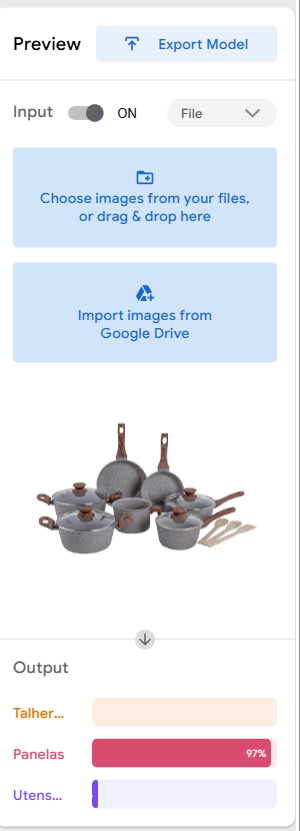 Preview
Export Model
Input
ON
File
Choose images from your files,
or drag & drop here
Import images from
Google Drive
Output
Talher...
Panelas
97%
Utens...